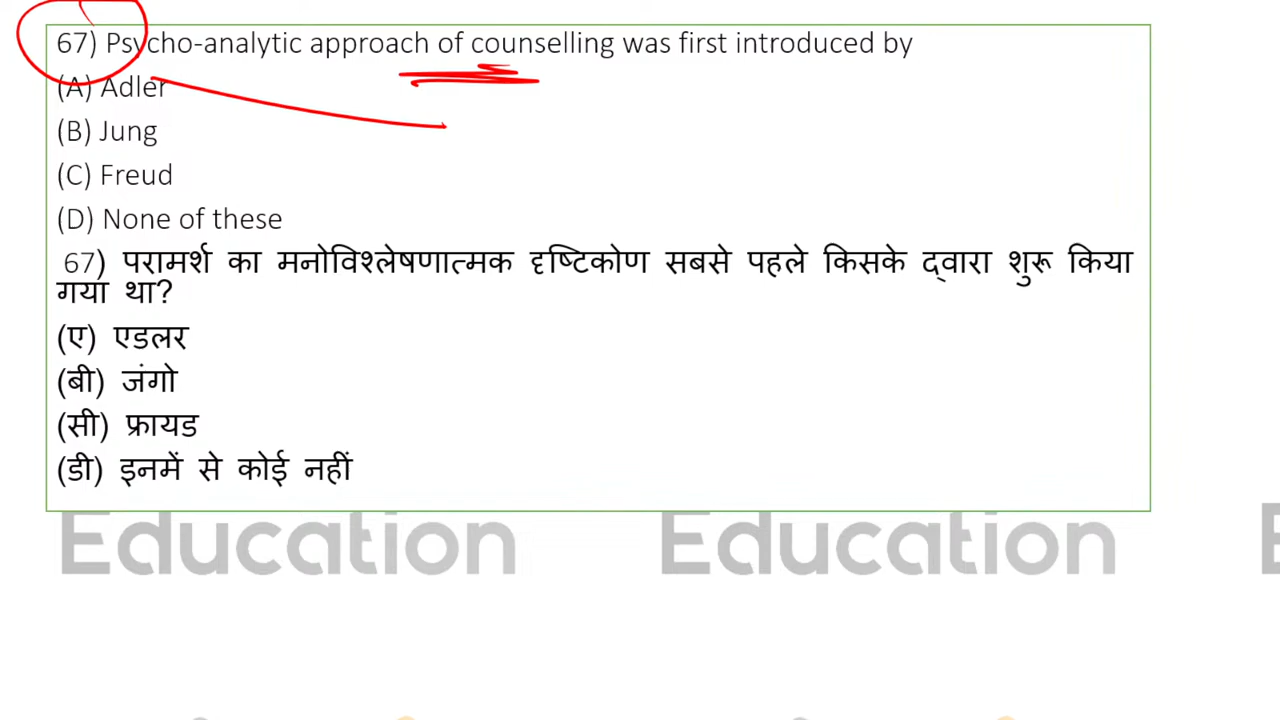 67) Psycho-analytic approach of counselling was first introduced by
(A) Adler
(B) Jung
(C) Freud
(D) None of these
67) परामर्श का मनोविश्लेषणात्मक दृष्टिकोण सबसे पहले किसके द्वारा शुरू किया
गया था?
(ए) एडलर
(बी) जंगो
(सी) फ्रायड
(डी) इनमें से कोई नहीं
Education Education E